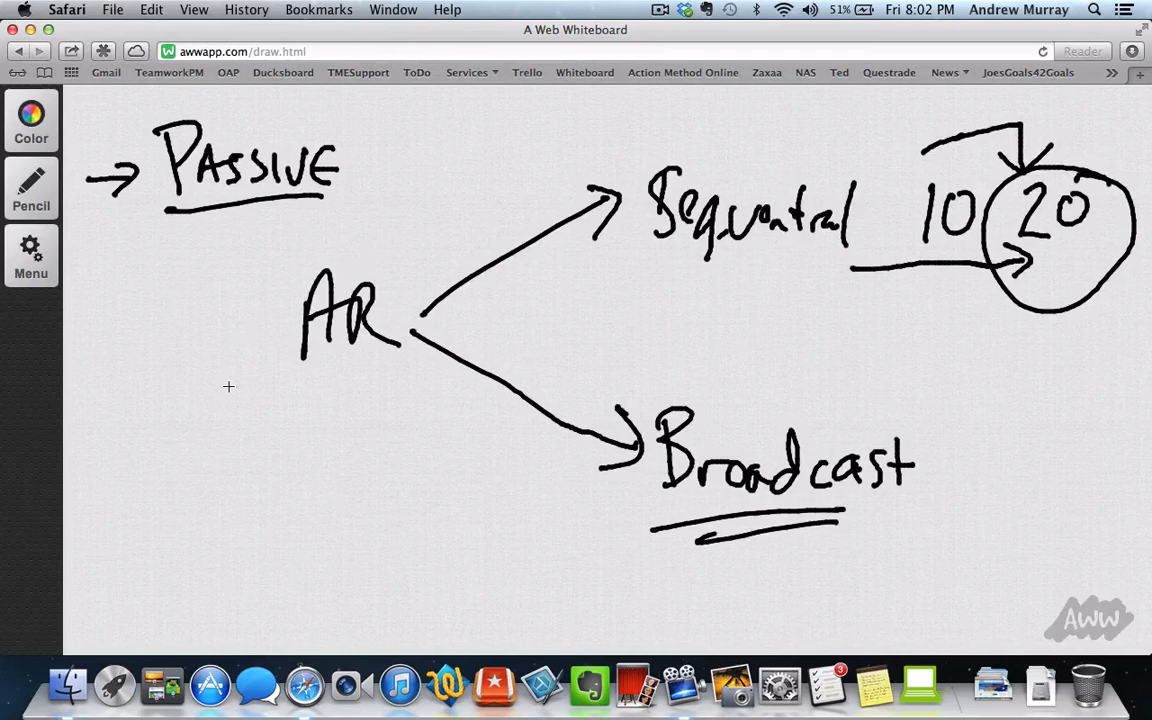 Safari File Edit View History Bookmarks Window Help 51% Fri 8:02 PM Andrew Murray
A Web Whiteboard
awwapp.com/draw.html Reader
Gmail TeamworkPM OAP Ducksboard TMESupport ToDo Services Trello Whiteboard Action Method Online Zaxaa NAS Ted Questrade News JoesGoals42Goals
Color
Pencil
Menu
PASSIVE
Sequential 10 20
AR
Broadcast
AWW
3